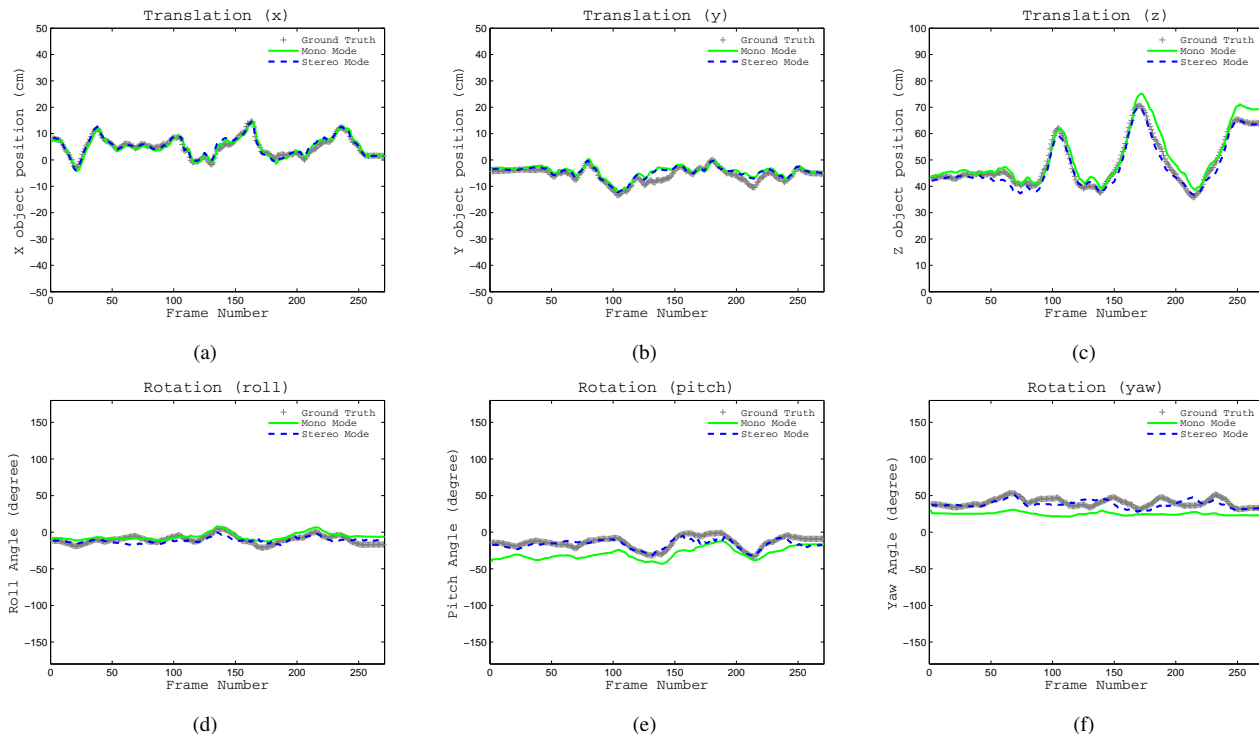 Translation (x)
Ground Truth
Mono Mode
Stereo Mode
X object position (cm)
50
40
30
20
10
0
−10
−20
−30
−40
−50
0 50 100 150 200 250
Frame Number
(a)
Translation (y)
Ground Truth
Mono Mode
Stereo Mode
Y object position (cm)
50
40
30
20
10
0
−10
−20
−30
−40
−50
0 50 100 150 200 250
Frame Number
(b)
Translation (z)
Ground Truth
Mono Mode
Stereo Mode
Z object position (cm)
100
90
80
70
60
50
40
30
20
10
0
0 50 100 150 200 250
Frame Number
(c)
Rotation (roll)
Ground Truth
Mono Mode
Stereo Mode
Roll Angle (degree)
150
100
50
0
−50
−100
−150
0 50 100 150 200 250
Frame Number
(d)
Rotation (pitch)
Ground Truth
Mono Mode
Stereo Mode
Pitch Angle (degree)
150
100
50
0
−50
−100
−150
0 50 100 150 200 250
Frame Number
(e)
Rotation (yaw)
Ground Truth
Mono Mode
Stereo Mode
Yaw Angle (degree)
150
100
50
0
−50
−100
−150
0 50 100 150 200 250
Frame Number
(f)